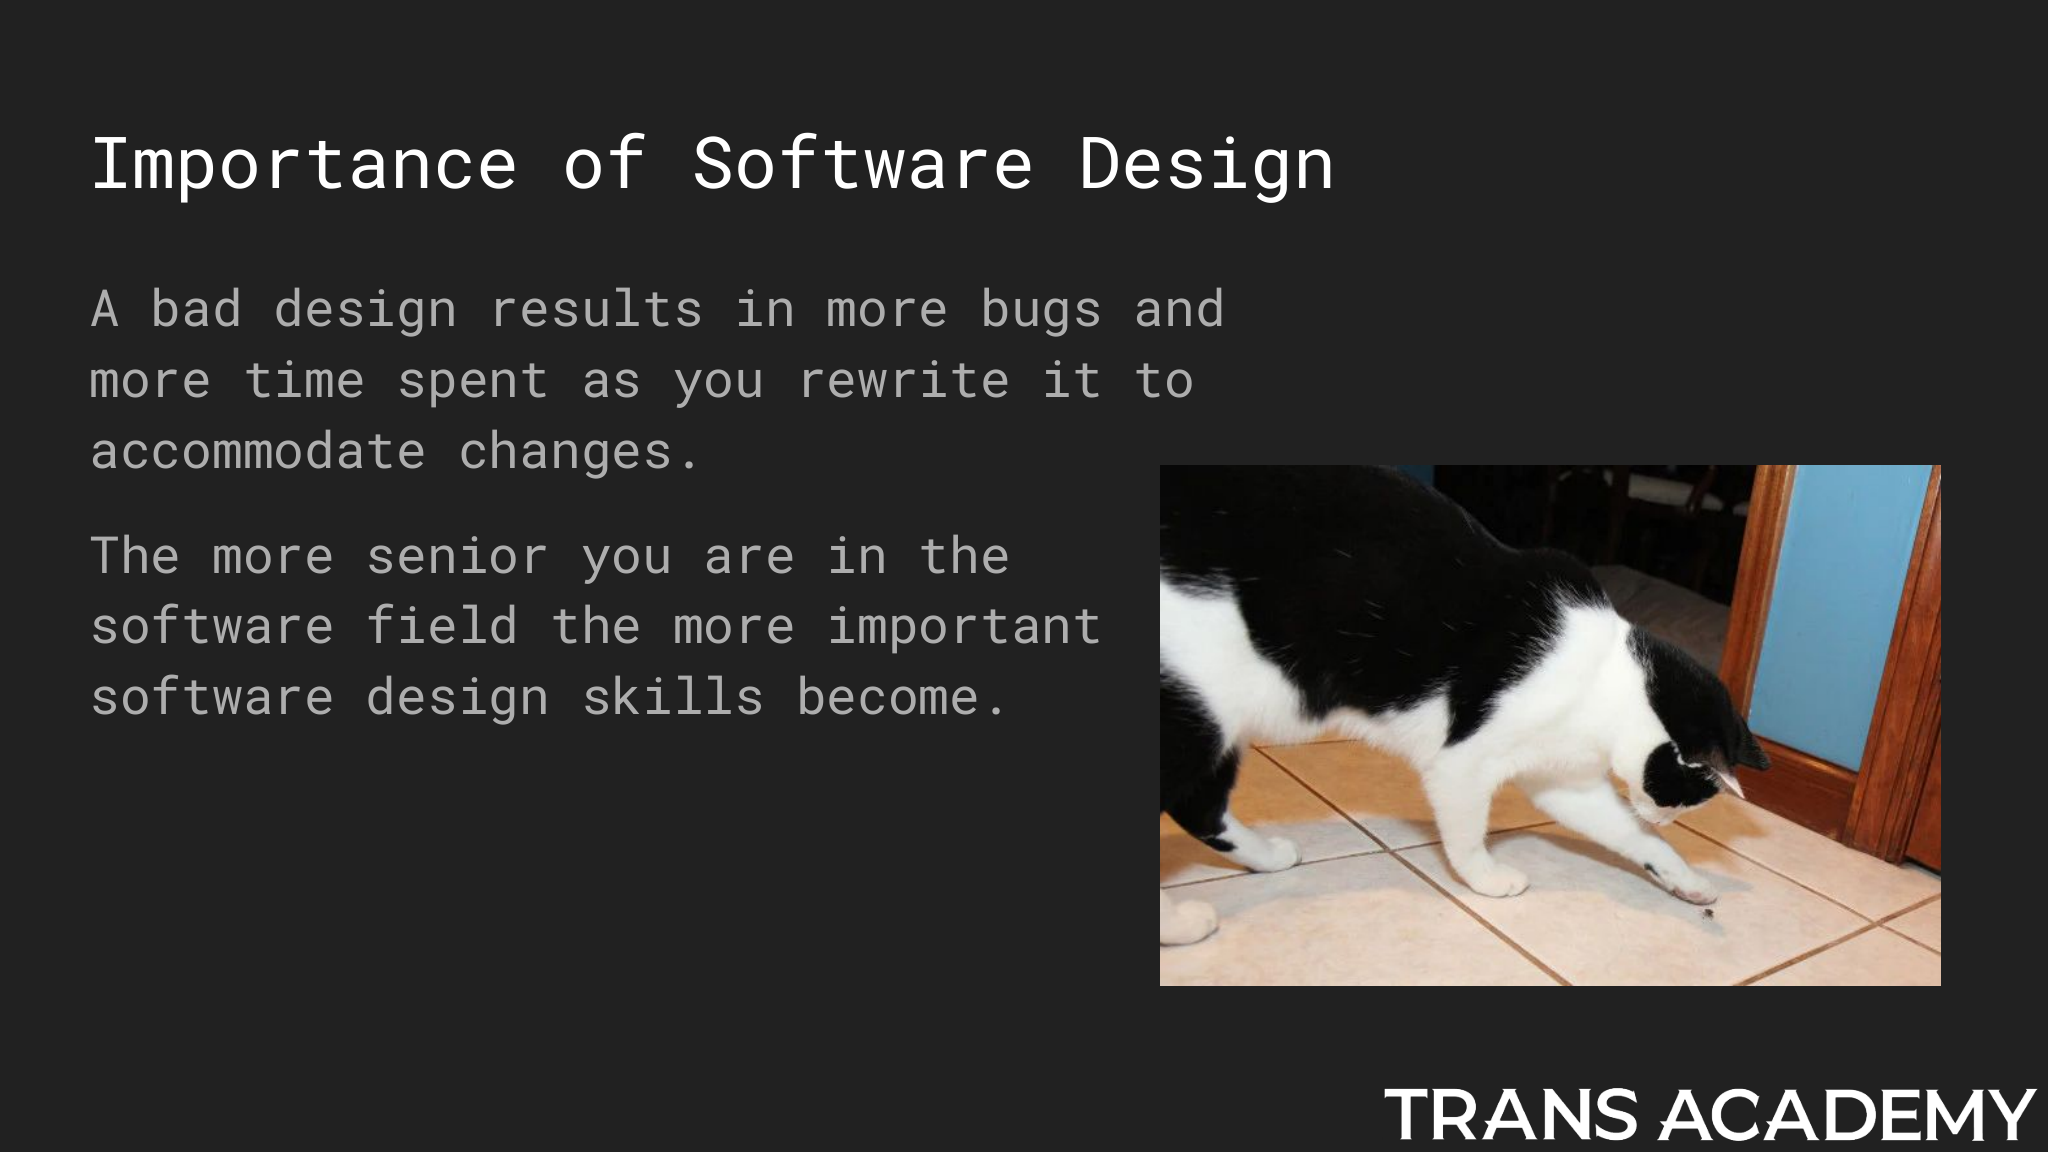 Importance of Software Design
A bad design results in more bugs and
more time spent as you rewrite it to
accommodate changes.
The more senior you are in the
software field the more important
software design skills become.
TRANS ACADEMY